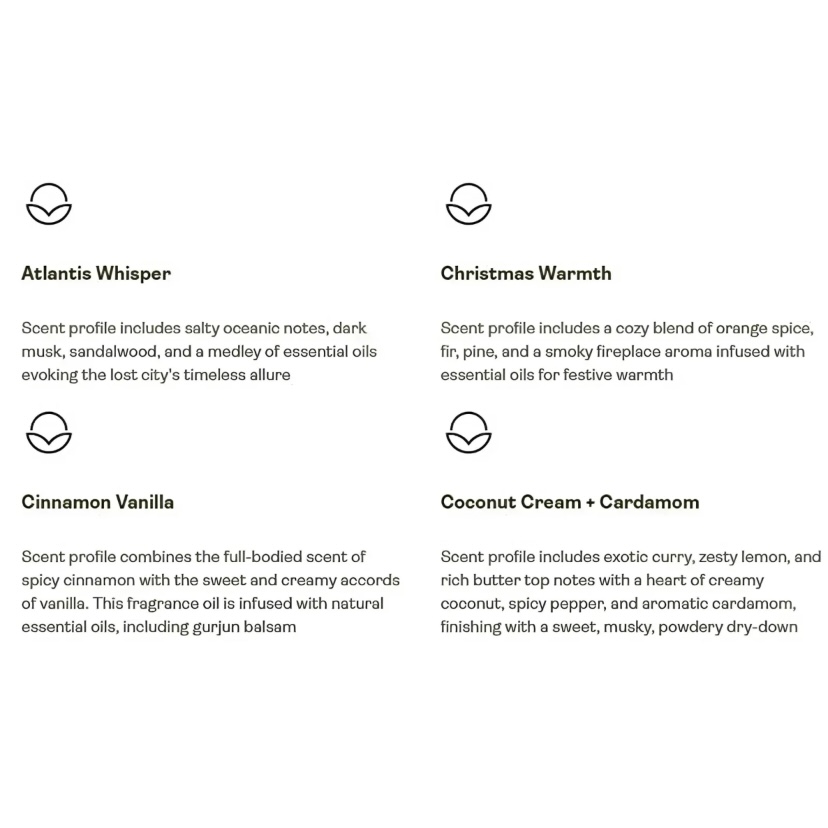 Atlantis Whisper
Scent profile includes salty oceanic notes, dark
musk, sandalwood, and a medley of essential oils
evoking the lost city's timeless allure
Christmas Warmth
Scent profile includes a cozy blend of orange spice,
fir, pine, and a smoky fireplace aroma infused with
essential oils for festive warmth
Cinnamon Vanilla
Scent profile combines the full-bodied scent of
spicy cinnamon with the sweet and creamy accords
of vanilla. This fragrance oil is infused with natural
essential oils, including gurjun balsam
Coconut Cream + Cardamom
Scent profile includes exotic curry, zesty lemon, and
rich butter top notes with a heart of creamy
coconut, spicy pepper, and aromatic cardamom,
finishing with a sweet, musky, powdery dry-down